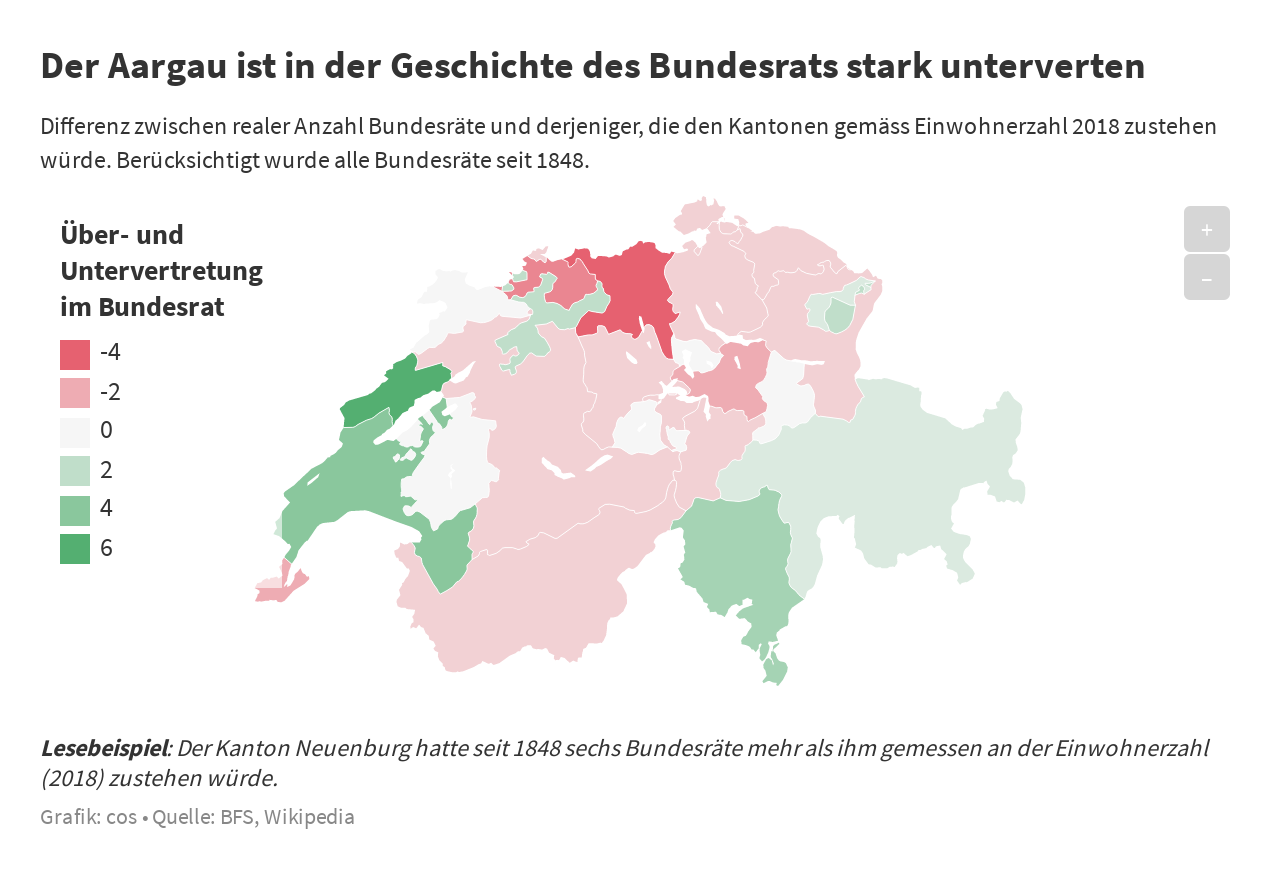 Der Aargau ist in der Geschichte des Bundesrats stark unterverten
Differenz zwischen realer Anzahl Bundesräte und derjeniger, die den Kantonen gemäss Einwohnerzahl 2018 zustehen
würde. Berücksichtigt wurde alle Bundesräte seit 1848.
Über- und
Untervertretung
im Bundesrat
-4
-2
0
2
4
6
+
–
Lesebeispiel: Der Kanton Neuenburg hatte seit 1848 sechs Bundesräte mehr als ihm gemessen an der Einwohnerzahl
(2018) zustehen würde.
Grafik: cos • Quelle: BFS, Wikipedia